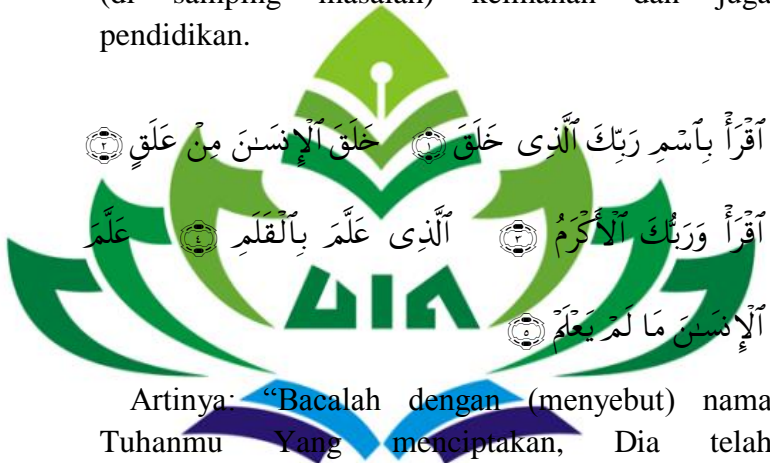 (di samping masalah) keimanan dan juga
pendidikan.
ٱقْرَأْ بِٱسْمِ رَبِّكَ ٱلَّذِى خَلَقَ ۝١ خَلَقَ ٱلْإِنسَـٰنَ مِنْ عَلَقٍ ۝٢
ٱقْرَأْ وَرَبُّكَ ٱلْأَكْرَمُ ۝٣ ٱلَّذِى عَلَّمَ بِٱلْقَلَمِ ۝٤ عَلَّمَ
ٱلْإِنسَـٰنَ مَا لَمْ يَعْلَمْ ۝٥
UIN
Artinya: “Bacalah dengan (menyebut) nama
Tuhanmu Yang menciptakan, Dia telah